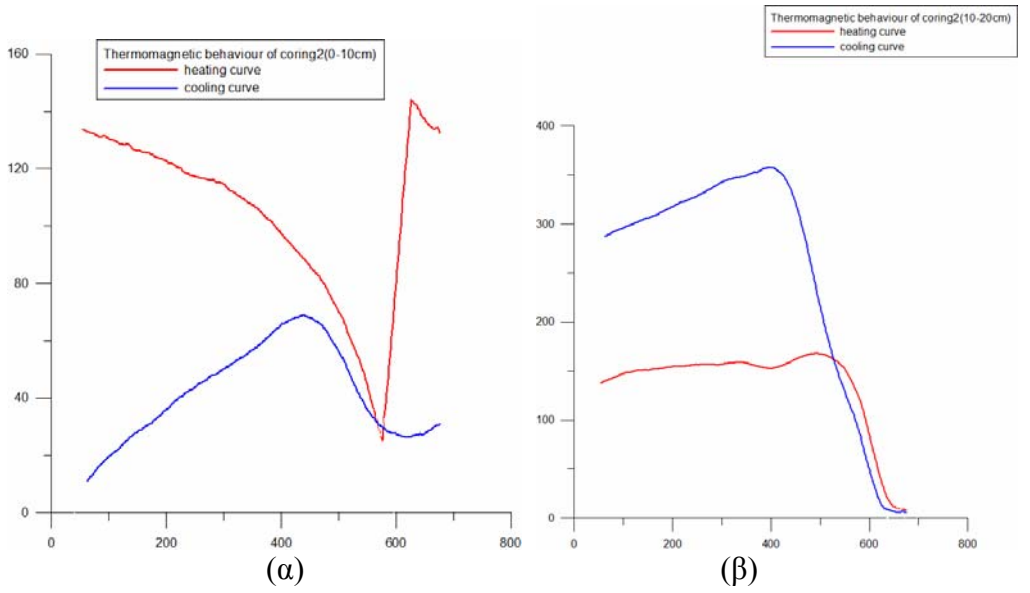 Thermomagnetic behaviour of coring2(0-10cm)
heating curve
cooling curve
160
120
80
40
0
0 200 400 600 800
(α)
Thermomagnetic behaviour of coring2(10-20cm)
heating curve
cooling curve
400
300
200
100
0
0 200 400 600 800
(β)